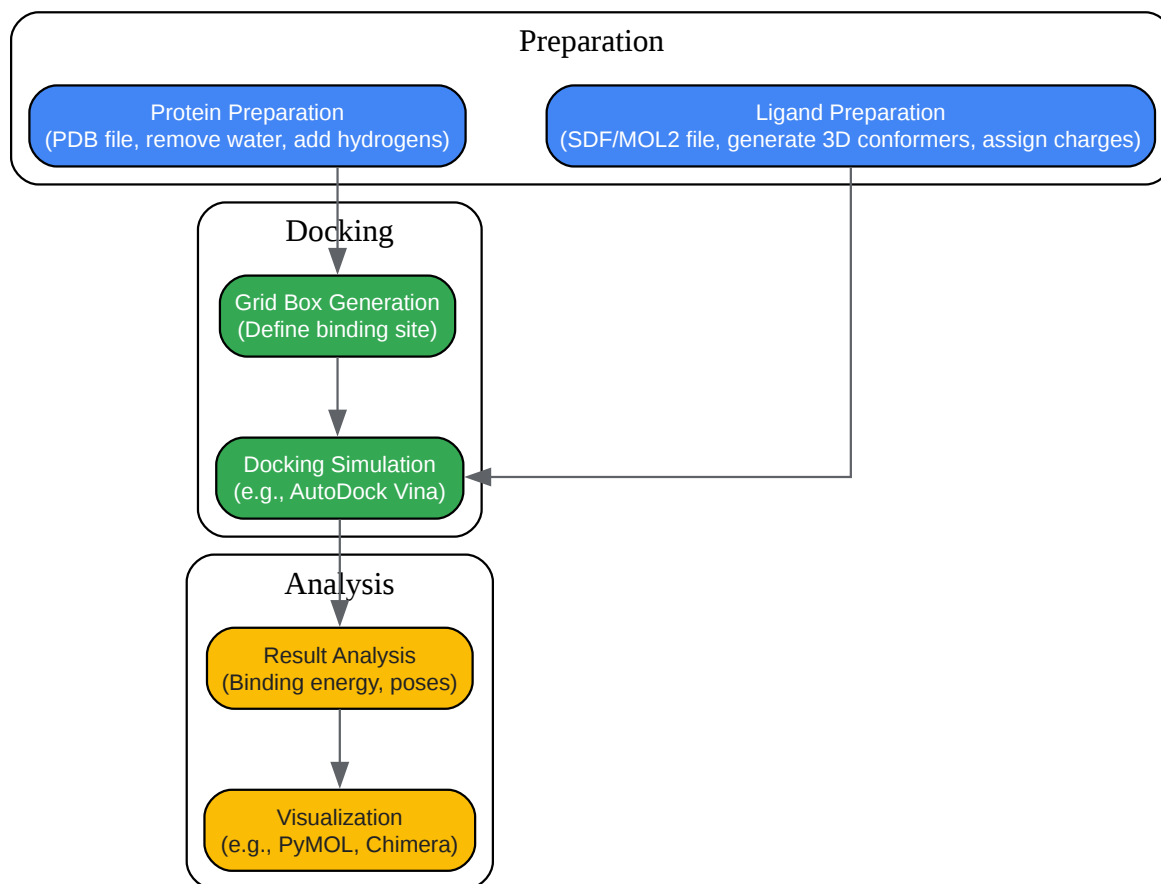 Preparation
Protein Preparation
(PDB file, remove water, add hydrogens)
Ligand Preparation
(SDF/MOL2 file, generate 3D conformers, assign charges)
Docking
Grid Box Generation
(Define binding site)
Docking Simulation
(e.g., AutoDock Vina)
Analysis
Result Analysis
(Binding energy, poses)
Visualization
(e.g., PyMOL, Chimera)